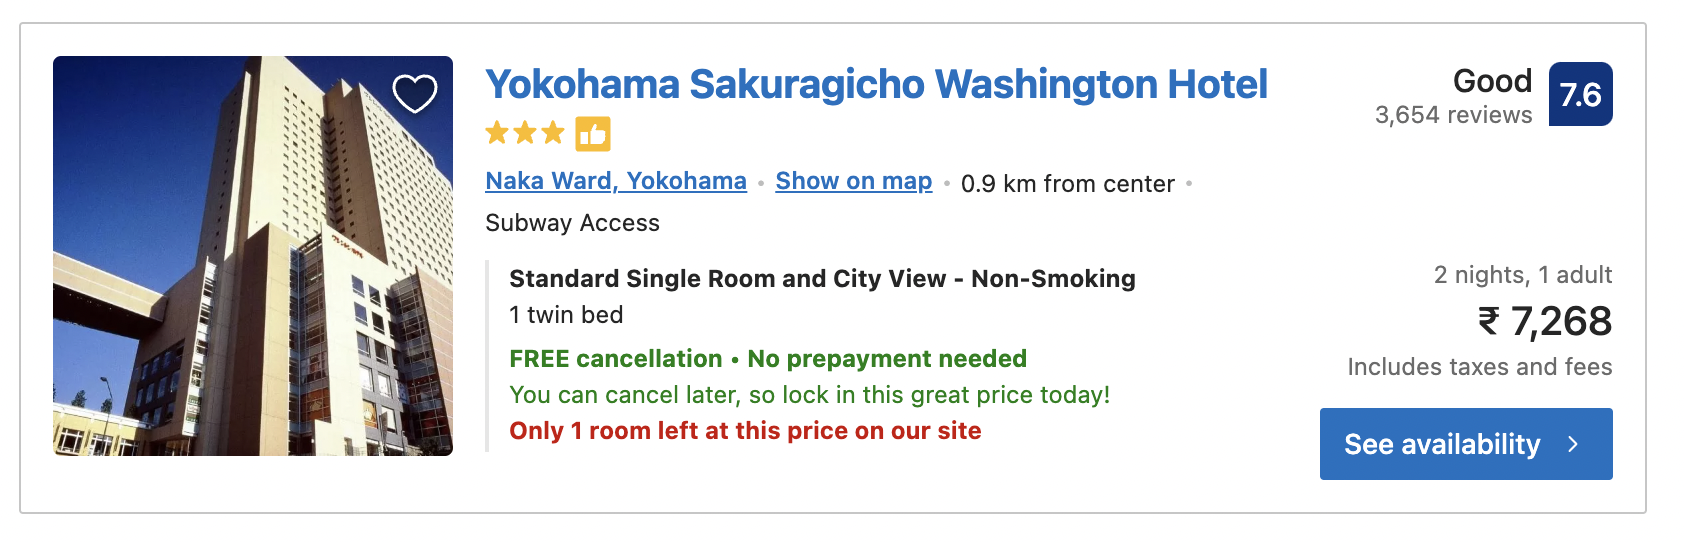 Yokohama Sakuragicho Washington Hotel
Good
3,654 reviews
7.6
Naka Ward, Yokohama • Show on map • 0.9 km from center •
Subway Access
Standard Single Room and City View - Non-Smoking
1 twin bed
FREE cancellation • No prepayment needed
You can cancel later, so lock in this great price today!
Only 1 room left at this price on our site
2 nights, 1 adult
₹ 7,268
Includes taxes and fees
See availability